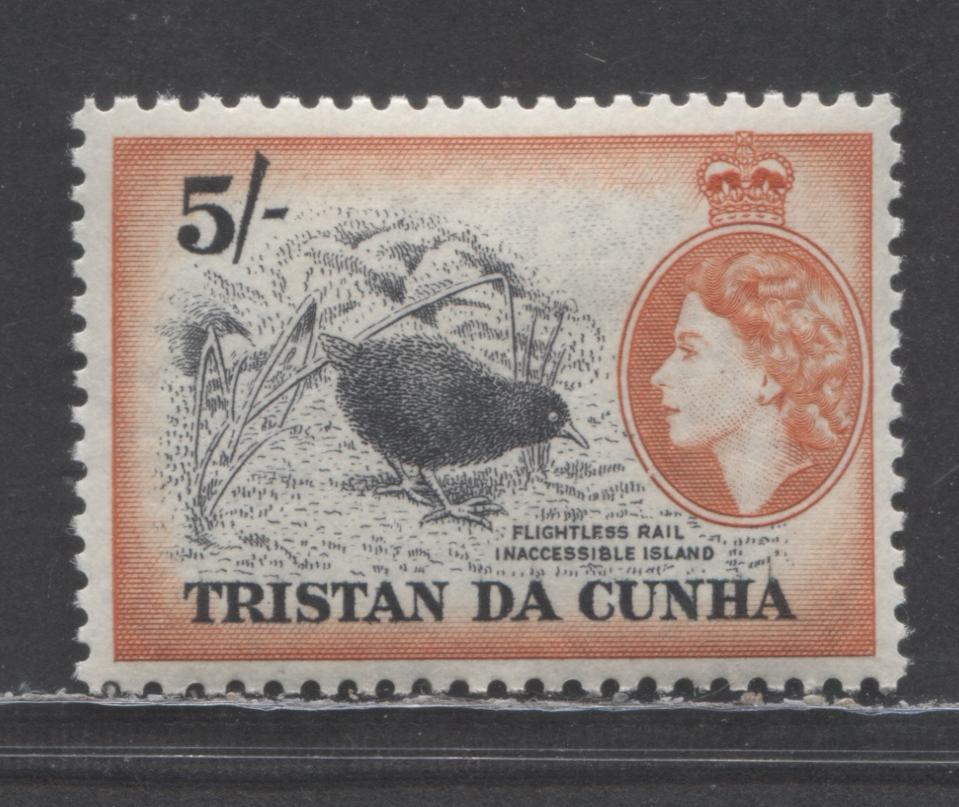 5/-
FLIGHTLESS RAIL
INACCESSIBLE ISLAND
TRISTAN DA CUNHA